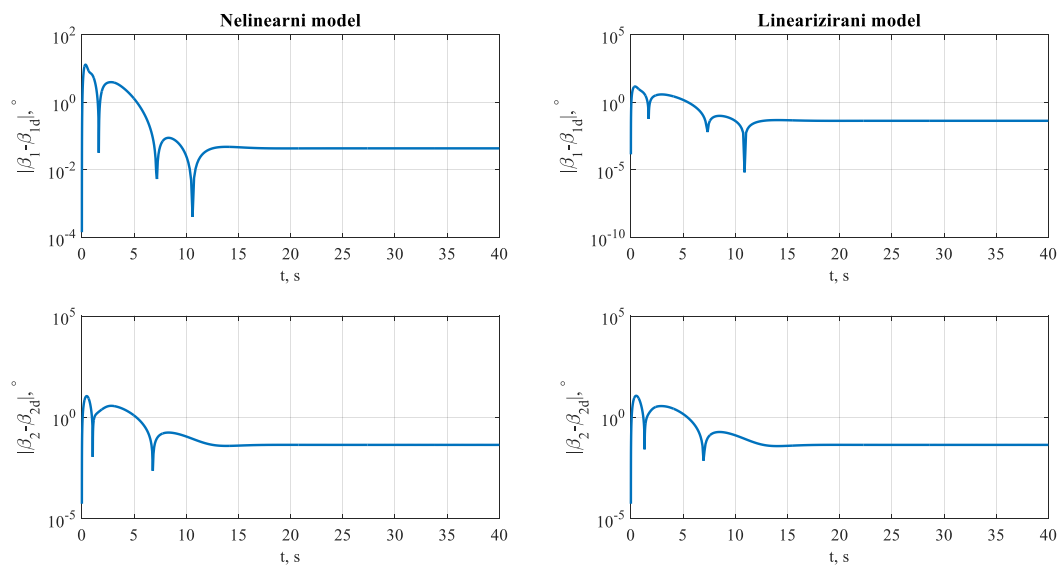 Nelinearni model
|β1-β1d|, °
10^2
10^0
10^-2
10^-4
0 5 10 15 20 25 30 35 40
t, s
Linearizirani model
|β1-β1d|, °
10^5
10^0
10^-5
10^-10
0 5 10 15 20 25 30 35 40
t, s
|β2-β2d|, °
10^5
10^0
10^-5
0 5 10 15 20 25 30 35 40
t, s
|β2-β2d|, °
10^5
10^0
10^-5
0 5 10 15 20 25 30 35 40
t, s